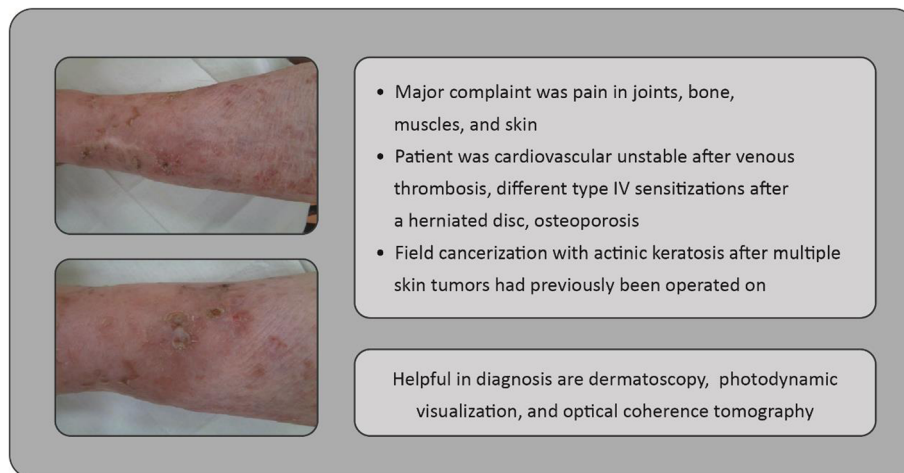 • Major complaint was pain in joints, bone,
muscles, and skin
• Patient was cardiovascular unstable after venous
thrombosis, different type IV sensitizations after
a herniated disc, osteoporosis
• Field cancerization with actinic keratosis after multiple
skin tumors had previously been operated on
Helpful in diagnosis are dermatoscopy, photodynamic
visualization, and optical coherence tomography